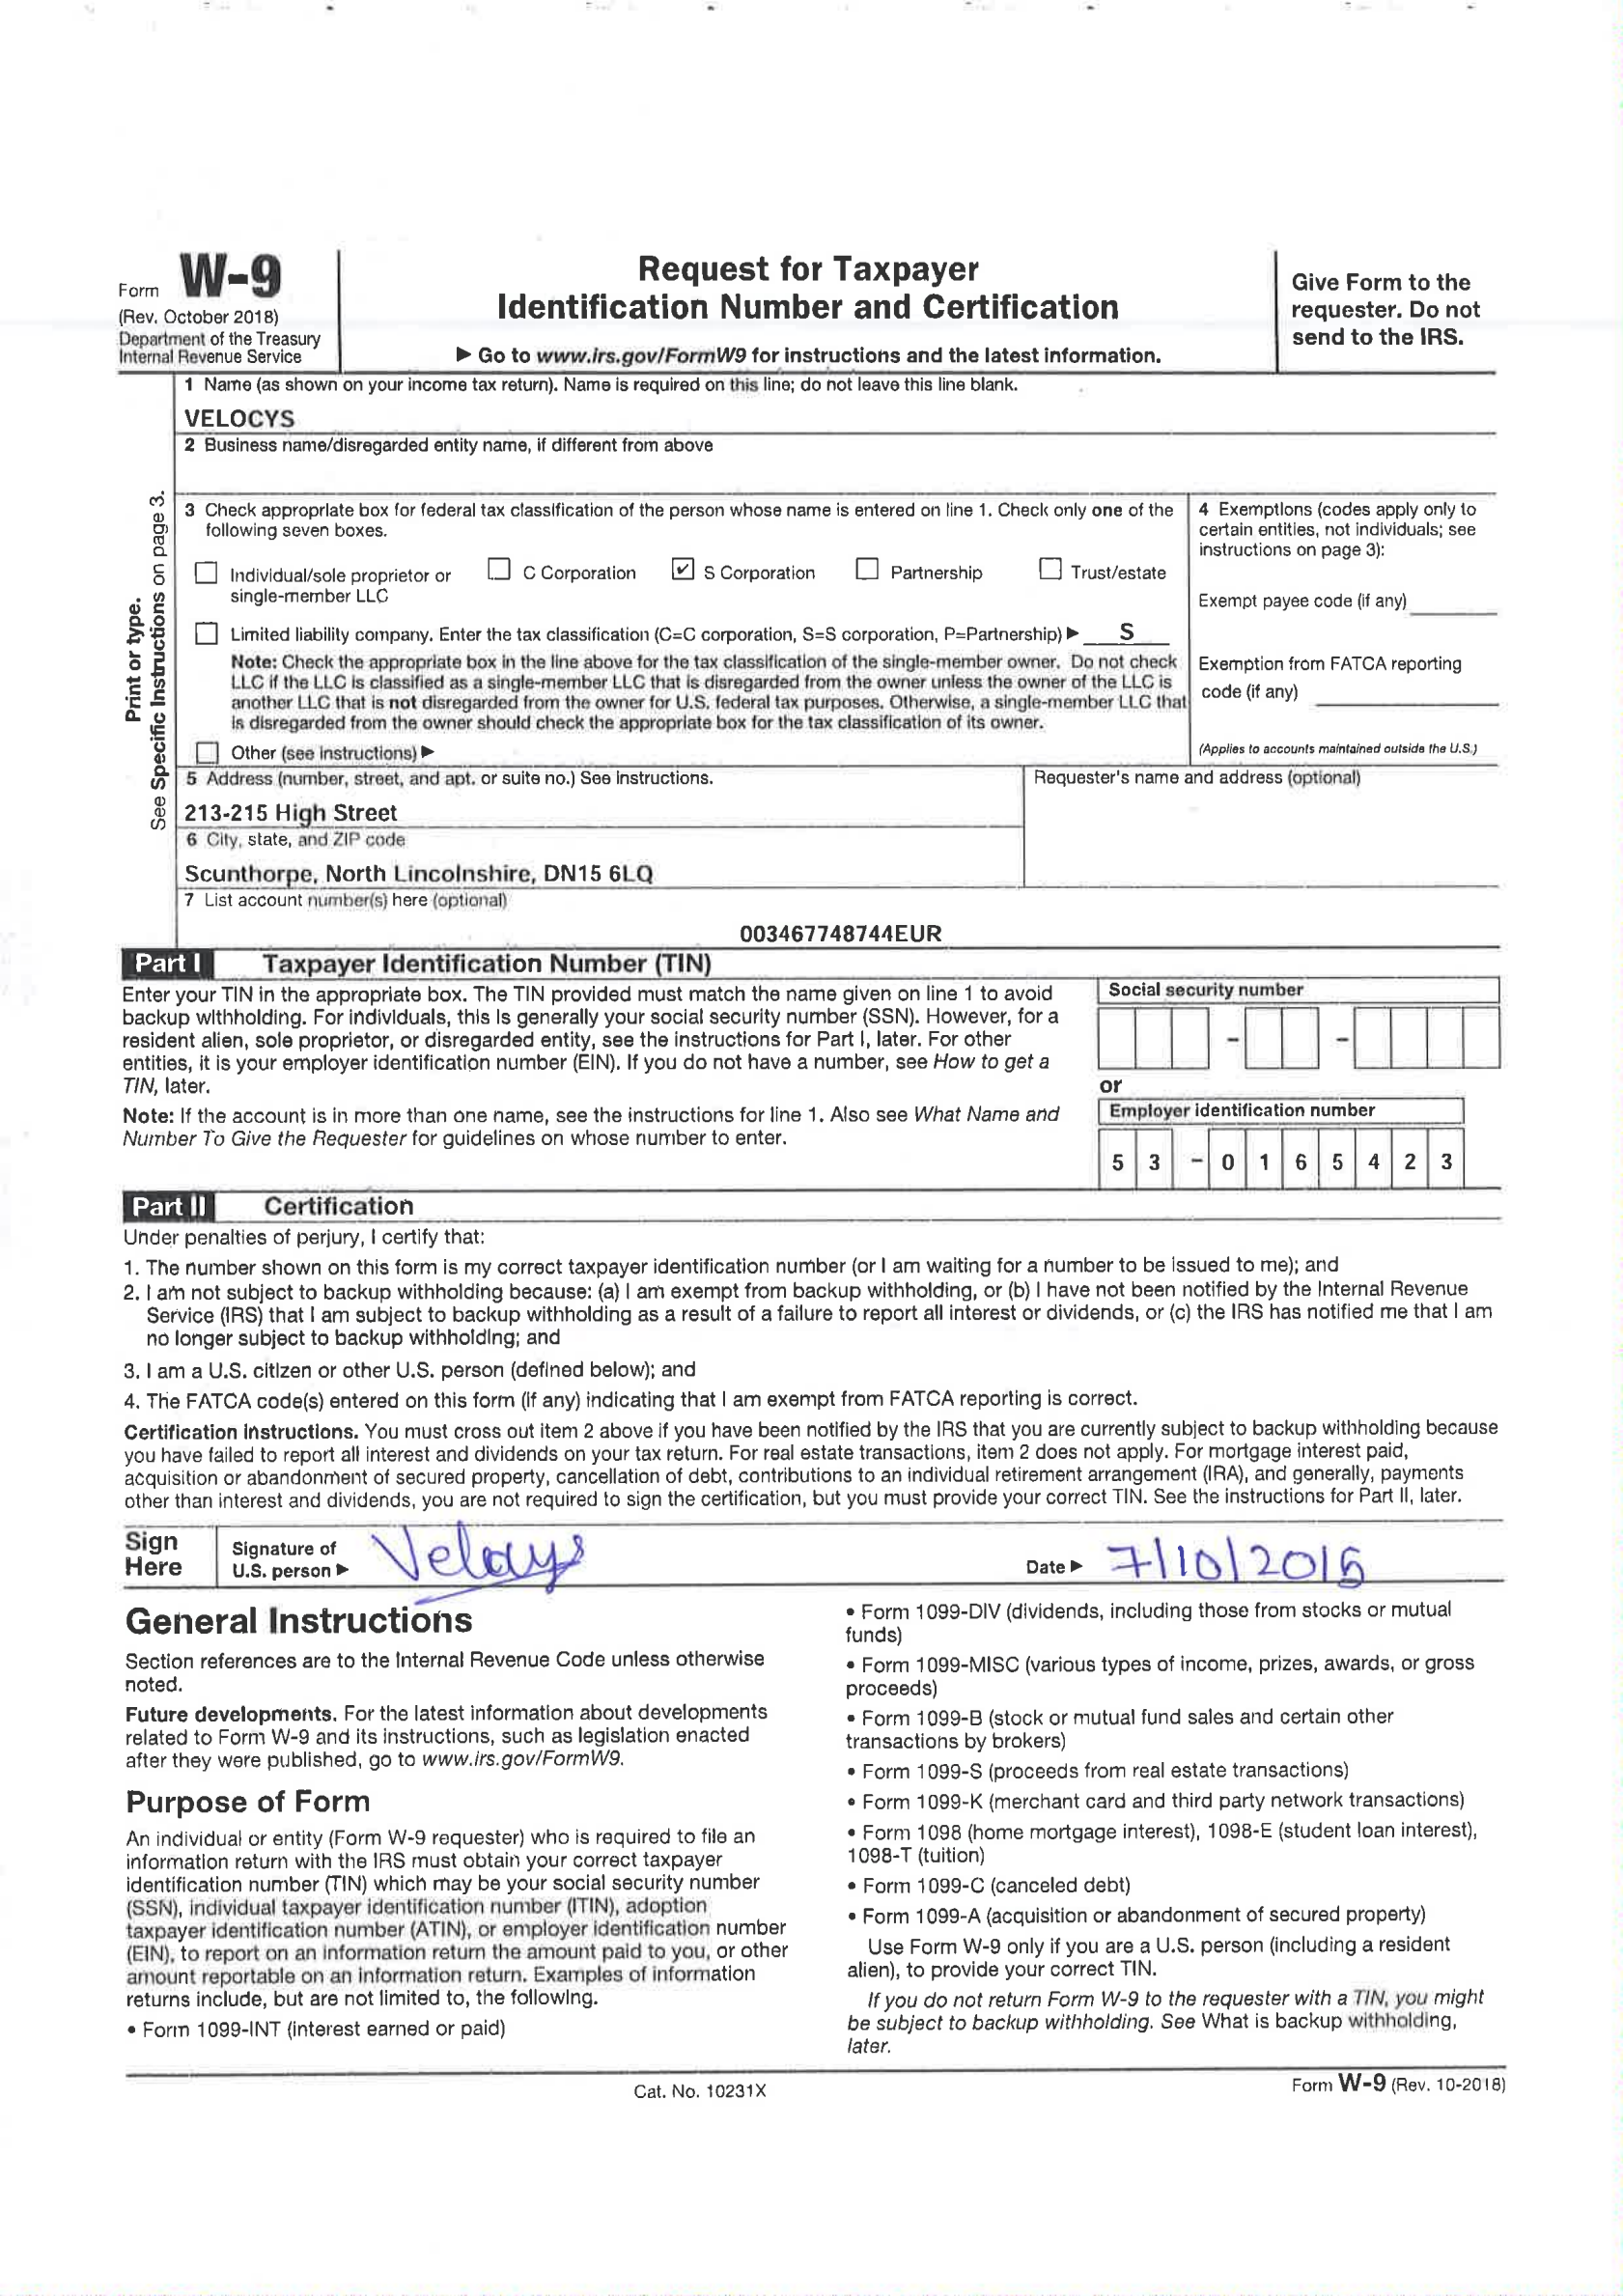 Form W-9
(Rev. October 2018)
Department of the Treasury
Internal Revenue Service
Request for Taxpayer
Identification Number and Certification
▶ Go to www.irs.gov/FormW9 for instructions and the latest information.
Give Form to the
requester. Do not
send to the IRS.
Print or type.
See Specific Instructions on page 3.
1 Name (as shown on your income tax return). Name is required on this line; do not leave this line blank.
VELOCYS
2 Business name/disregarded entity name, if different from above
3 Check appropriate box for federal tax classification of the person whose name is entered on line 1. Check only one of the
following seven boxes.
☐ Individual/sole proprietor or
single-member LLC
☐ C Corporation ☑ S Corporation ☐ Partnership ☐ Trust/estate
☐ Limited liability company. Enter the tax classification (C=C corporation, S=S corporation, P=Partnership) ▶ S
Note: Check the appropriate box in the line above for the tax classification of the single-member owner. Do not check
LLC if the LLC is classified as a single-member LLC that is disregarded from the owner unless the owner of the LLC is
another LLC that is not disregarded from the owner for U.S. federal tax purposes. Otherwise, a single-member LLC that
is disregarded from the owner should check the appropriate box for the tax classification of its owner.
☐ Other (see instructions) ▶
4 Exemptions (codes apply only to
certain entities, not individuals; see
instructions on page 3):
Exempt payee code (if any)
Exemption from FATCA reporting
code (if any)
(Applies to accounts maintained outside the U.S.)
5 Address (number, street, and apt. or suite no.) See instructions.
213-215 High Street
6 City, state, and ZIP code
Scunthorpe, North Lincolnshire, DN15 6LQ
Requester's name and address (optional)
7 List account number(s) here (optional)
003467748744EUR
Part I Taxpayer Identification Number (TIN)
Enter your TIN in the appropriate box. The TIN provided must match the name given on line 1 to avoid
backup withholding. For individuals, this is generally your social security number (SSN). However, for a
resident alien, sole proprietor, or disregarded entity, see the instructions for Part I, later. For other
entities, it is your employer identification number (EIN). If you do not have a number, see How to get a
TIN, later.
Note: If the account is in more than one name, see the instructions for line 1. Also see What Name and
Number To Give the Requester for guidelines on whose number to enter.
Social security number
- -
or
Employer identification number
5 3 - 0 1 6 5 4 2 3
Part II Certification
Under penalties of perjury, I certify that:
1. The number shown on this form is my correct taxpayer identification number (or I am waiting for a number to be issued to me); and
2. I am not subject to backup withholding because: (a) I am exempt from backup withholding, or (b) I have not been notified by the Internal Revenue
Service (IRS) that I am subject to backup withholding as a result of a failure to report all interest or dividends, or (c) the IRS has notified me that I am
no longer subject to backup withholding; and
3. I am a U.S. citizen or other U.S. person (defined below); and
4. The FATCA code(s) entered on this form (if any) indicating that I am exempt from FATCA reporting is correct.
Certification instructions. You must cross out item 2 above if you have been notified by the IRS that you are currently subject to backup withholding because
you have failed to report all interest and dividends on your tax return. For real estate transactions, item 2 does not apply. For mortgage interest paid,
acquisition or abandonment of secured property, cancellation of debt, contributions to an individual retirement arrangement (IRA), and generally, payments
other than interest and dividends, you are not required to sign the certification, but you must provide your correct TIN. See the instructions for Part II, later.
Sign
Here
Signature of
U.S. person ▶
Date ▶ 7/10/201
General Instructions
Section references are to the Internal Revenue Code unless otherwise
noted.
Future developments. For the latest information about developments
related to Form W-9 and its instructions, such as legislation enacted
after they were published, go to www.irs.gov/FormW9.
Purpose of Form
An individual or entity (Form W-9 requester) who is required to file an
information return with the IRS must obtain your correct taxpayer
identification number (TIN) which may be your social security number
(SSN), individual taxpayer identification number (ITIN), adoption
taxpayer identification number (ATIN), or employer identification number
(EIN), to report on an information return the amount paid to you, or other
amount reportable on an information return. Examples of information
returns include, but are not limited to, the following.
• Form 1099-INT (interest earned or paid)
• Form 1099-DIV (dividends, including those from stocks or mutual
funds)
• Form 1099-MISC (various types of income, prizes, awards, or gross
proceeds)
• Form 1099-B (stock or mutual fund sales and certain other
transactions by brokers)
• Form 1099-S (proceeds from real estate transactions)
• Form 1099-K (merchant card and third party network transactions)
• Form 1098 (home mortgage interest), 1098-E (student loan interest),
1098-T (tuition)
• Form 1099-C (canceled debt)
• Form 1099-A (acquisition or abandonment of secured property)
Use Form W-9 only if you are a U.S. person (including a resident
alien), to provide your correct TIN.
If you do not return Form W-9 to the requester with a TIN, you might
be subject to backup withholding. See What is backup withholding,
later.
Cat. No. 10231X
Form W-9 (Rev. 10-2018)